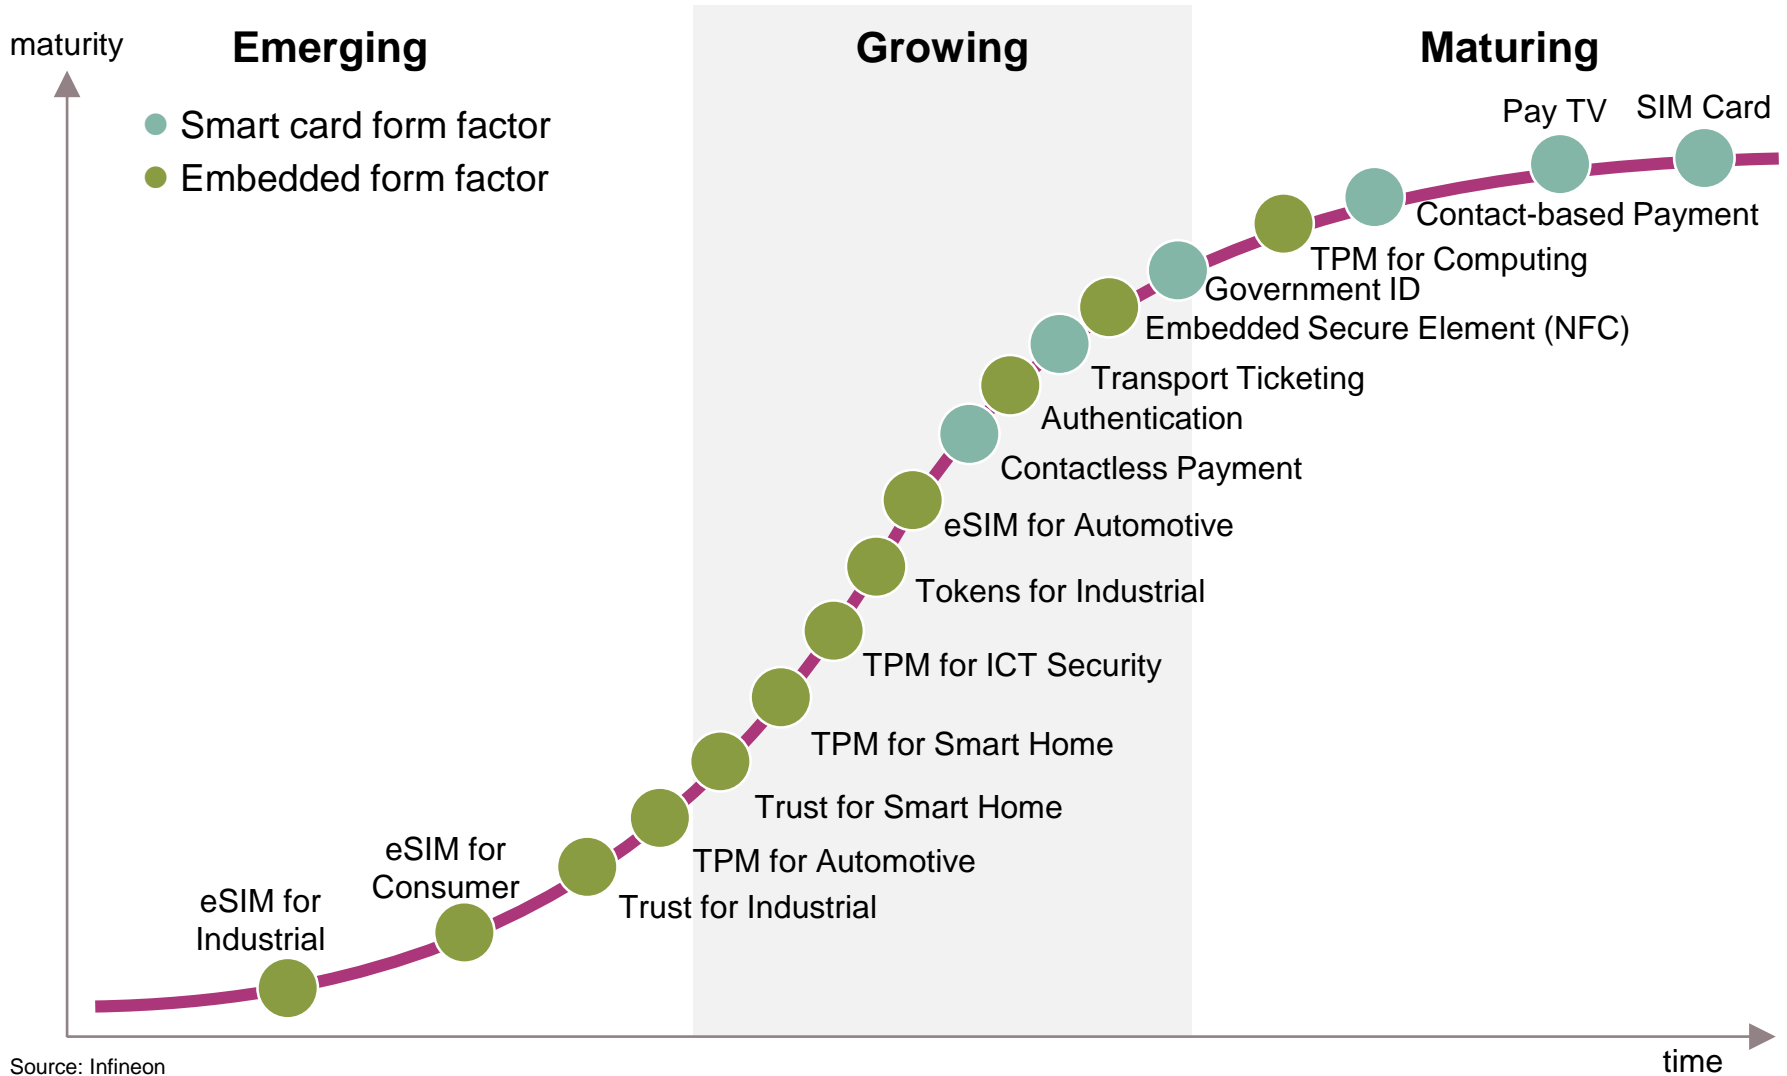 maturity
Emerging
Growing
Maturing
Smart card form factor
Embedded form factor
Pay TV
SIM Card
Contact-based Payment
TPM for Computing
Government ID
Embedded Secure Element (NFC)
Transport Ticketing
Authentication
Contactless Payment
eSIM for Automotive
Tokens for Industrial
TPM for ICT Security
TPM for Smart Home
Trust for Smart Home
TPM for Automotive
Trust for Industrial
eSIM for
Consumer
eSIM for
Industrial
time
Source: Infineon